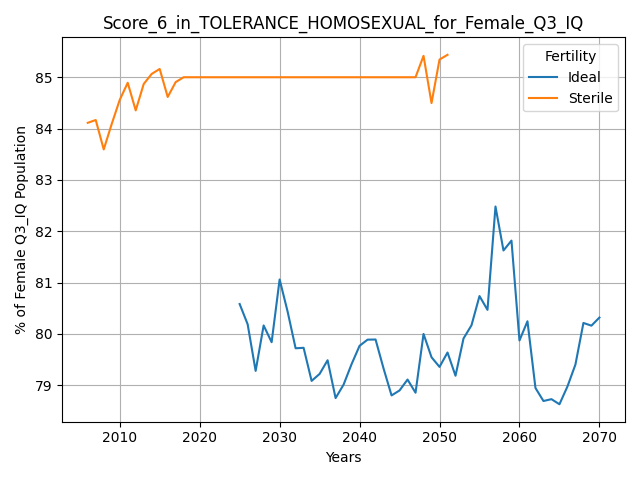 Score_6_in_TOLERANCE_HOMOSEXUAL_for_Female_Q3_IQ
Fertility
Ideal
Sterile
% of Female Q3_IQ Population
85
84
83
82
81
80
79
2010 2020 2030 2040 2050 2060 2070
Years